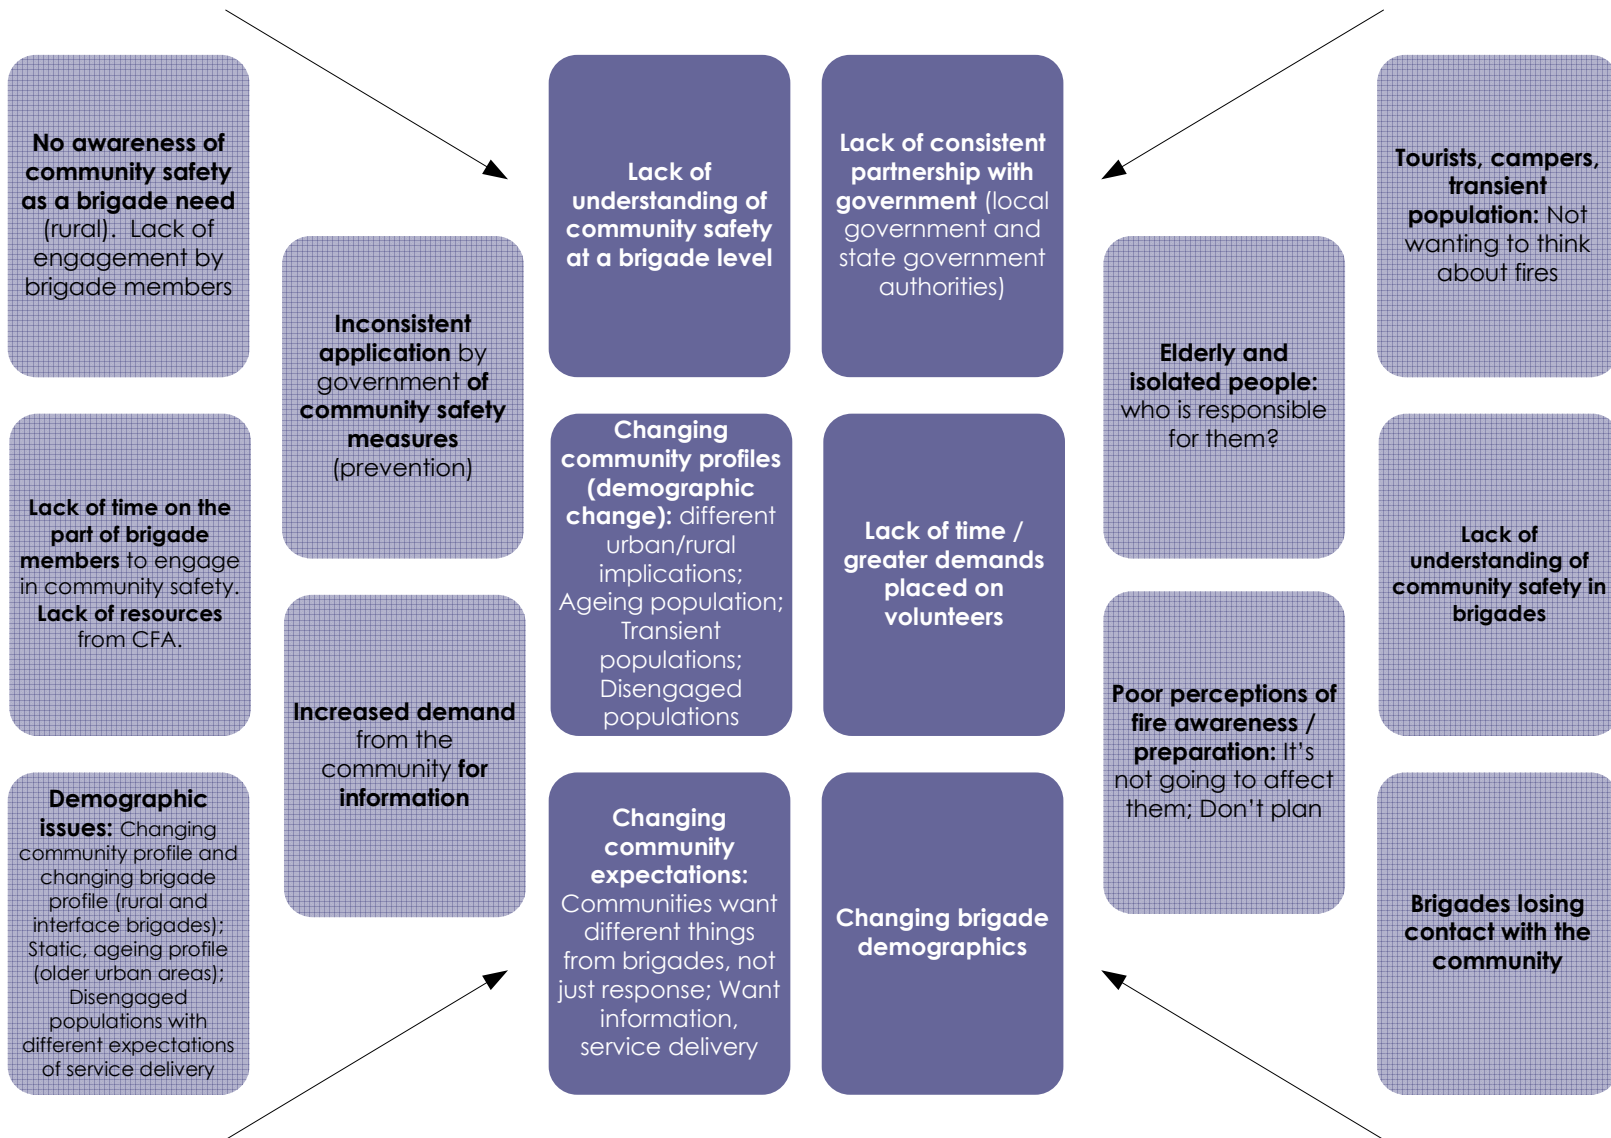 No awareness of
community safety
as a brigade need
(rural).  Lack of
engagement by
brigade members
Lack of time on the
part of brigade
members to engage
in community safety.
Lack of resources
from CFA.
Demographic
issues: Changing
community profile and
changing brigade
profile (rural and
interface brigades);
Static, ageing profile
(older urban areas);
Disengaged
populations with
different expectations
of service delivery
Inconsistent
application by
government of
community safety
measures
(prevention)
Increased demand
from the
community for
information
Lack of
understanding of
community safety
at a brigade level
Changing
community profiles
(demographic
change): different
urban/rural
implications;
Ageing population;
Transient
populations;
Disengaged
populations
Changing
community
expectations:
Communities want
different things
from brigades, not
just response; Want
information,
service delivery
Lack of consistent
partnership with
government (local
government and
state government
authorities)
Lack of time /
greater demands
placed on
volunteers
Changing brigade
demographics
Elderly and
isolated people:
who is responsible
for them?
Poor perceptions of
fire awareness /
preparation: It’s
not going to affect
them; Don’t plan
Tourists, campers,
transient
population: Not
wanting to think
about fires
Lack of
understanding of
community safety in
brigades
Brigades losing
contact with the
community